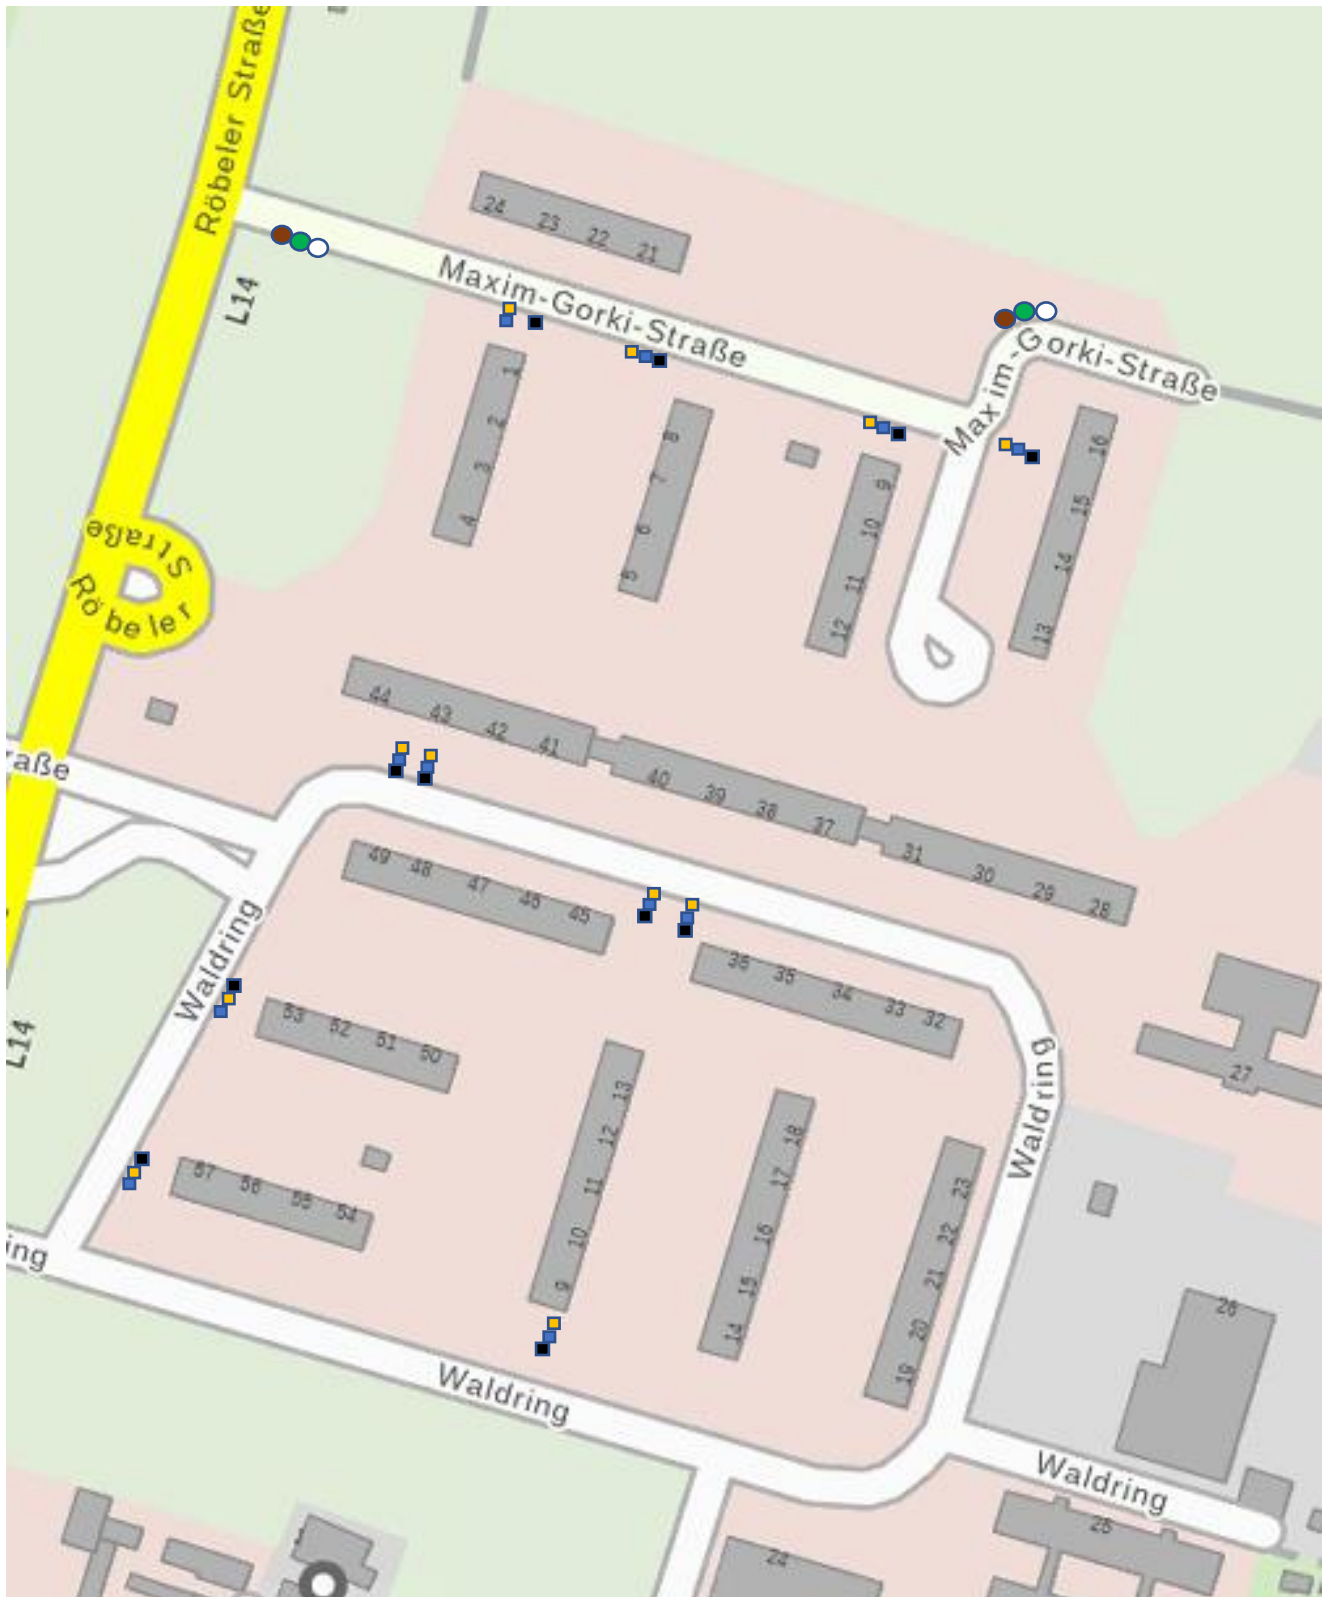 Röbeler Straße
24 23 22 21
L14
Maxim-Gorki-Straße
Maxim-Gorki-Straße
1
2
3
4
8
7
6
5
9
10
11
12
16
15
14
13
Röbeler Straße
44 43 42 41
40 39 38 37
31 30 29 28
raße
49 48 47 46 45
36 35 34 33 32
Waldring
53 52 51 50
L14
27
Waldring
57 56 55 54
13
12
11
10
9
18
17
16
15
14
23
22
21
20
19
ing
26
Waldring
Waldring
25
24